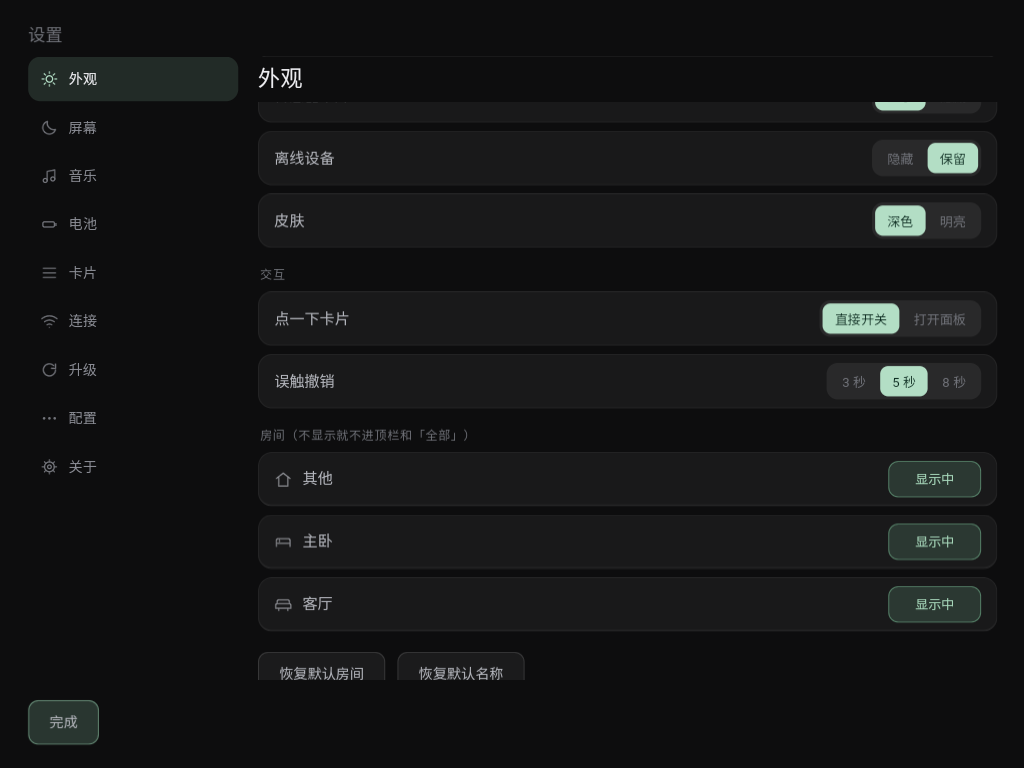 设置
外观
屏幕
音乐
电池
卡片
连接
升级
配置
关于
完成
外观
离线设备
隐藏 保留
皮肤
深色 明亮
交互
点一下卡片
直接开关 打开面板
误触撤销
3 秒 5 秒 8 秒
房间（不显示就不进顶栏和「全部」）
其他
显示中
主卧
显示中
客厅
显示中
恢复默认房间 恢复默认名称